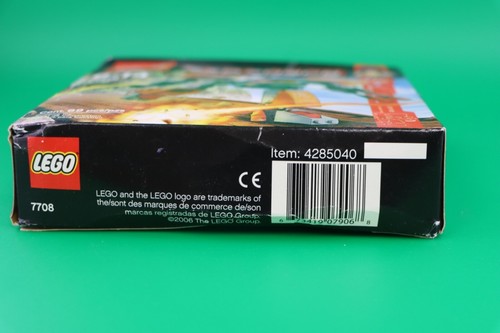 LEGO
7708
CE
LEGO and the LEGO logo are trademarks of
the/sont des marques de commerce de/son
marcas registradas de LEGO Group.
©2006 The LEGO Group.
Item: 4285040